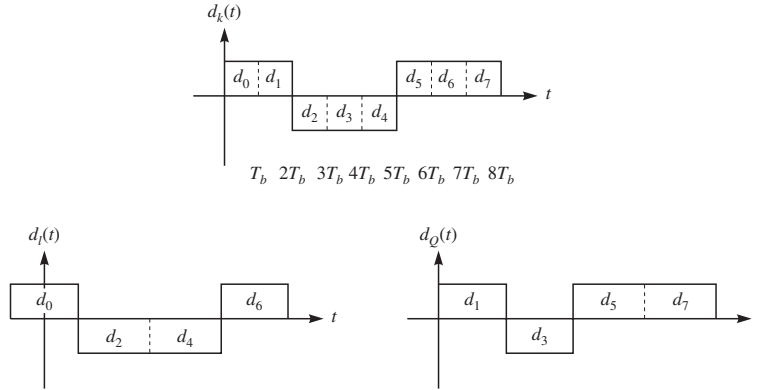 d_k(t)
d_0 d_1 d_5 d_6 d_7
t
d_2 d_3 d_4
T_b 2T_b 3T_b 4T_b 5T_b 6T_b 7T_b 8T_b
d_I(t) d_Q(t)
d_0 d_6 d_1 d_5 d_7
t
d_2 d_4 d_3